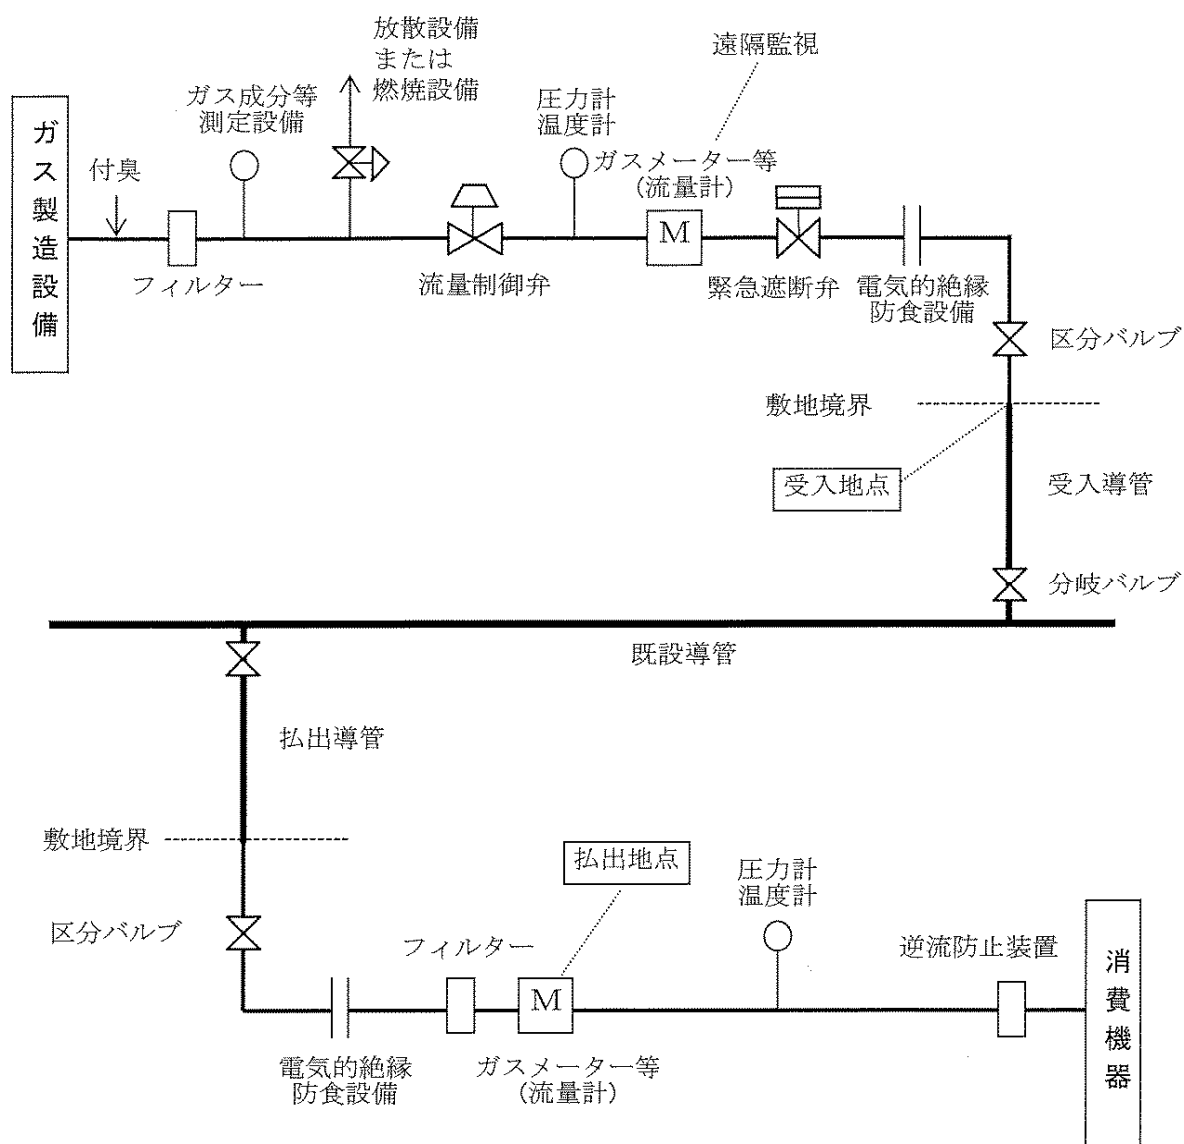 放散設備
または
燃焼設備
遠隔監視
ガス成分等
測定設備
圧力計
温度計
ガスメーター等
(流量計)
ガス製造設備
付臭
M
フィルター
流量制御弁
緊急遮断弁
電気的絶縁
防食設備
区分バルブ
敷地境界
受入地点
受入導管
分岐バルブ
既設導管
払出導管
敷地境界
払出地点
圧力計
温度計
区分バルブ
フィルター
逆流防止装置
M
消費機器
電気的絶縁
防食設備
ガスメーター等
(流量計)